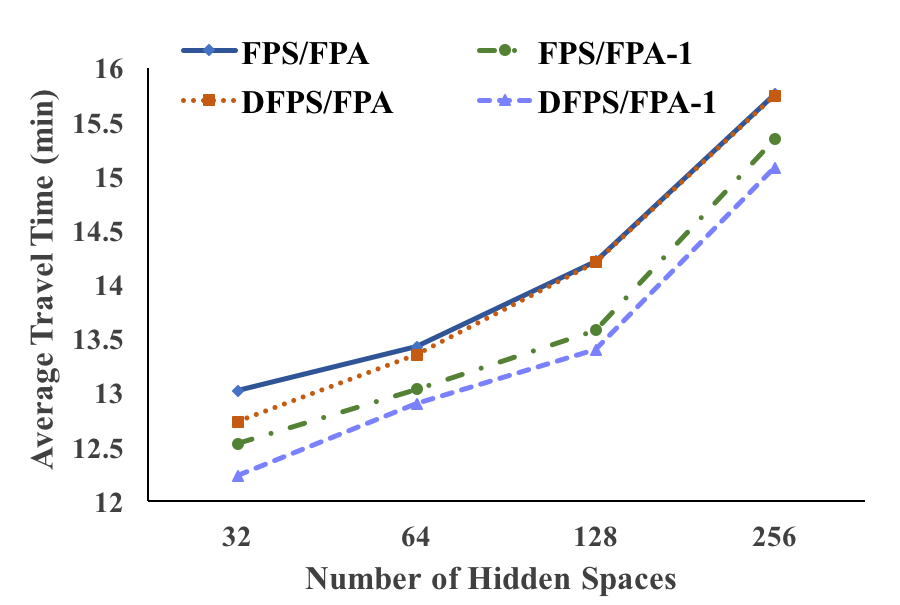 FPS/FPA
FPS/FPA-1
DFPS/FPA
DFPS/FPA-1
Average Travel Time (min)
16
15.5
15
14.5
14
13.5
13
12.5
12
32
64
128
256
Number of Hidden Spaces